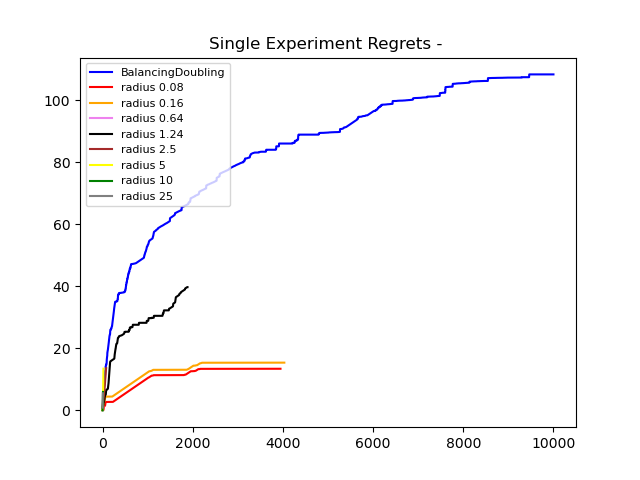 Single Experiment Regrets -
BalancingDoubling
radius 0.08
radius 0.16
radius 0.64
radius 1.24
radius 2.5
radius 5
radius 10
radius 25
100
80
60
40
20
0
0 2000 4000 6000 8000 10000